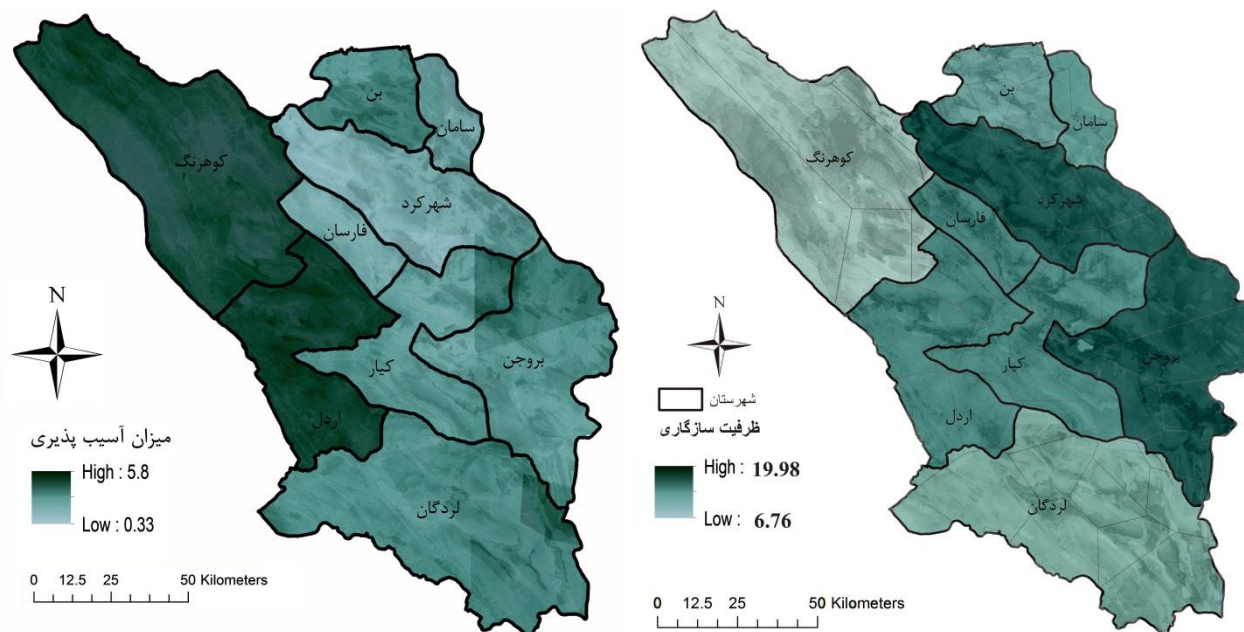 بن
سامان
کوهرنگ
شهرکرد
فارسان
کیار
بروجن
اردل
لردگان
N
میزان آسیب پذیری
High : 5.8
Low : 0.33
0 12.5 25 50 Kilometers
بن
سامان
کوهرنگ
شهرکرد
فارسان
بروجن
کیار
اردل
لردگان
N
شهرستان
ظرفیت سازگاری
High : 19.98
Low : 6.76
0 12.5 25 50 Kilometers